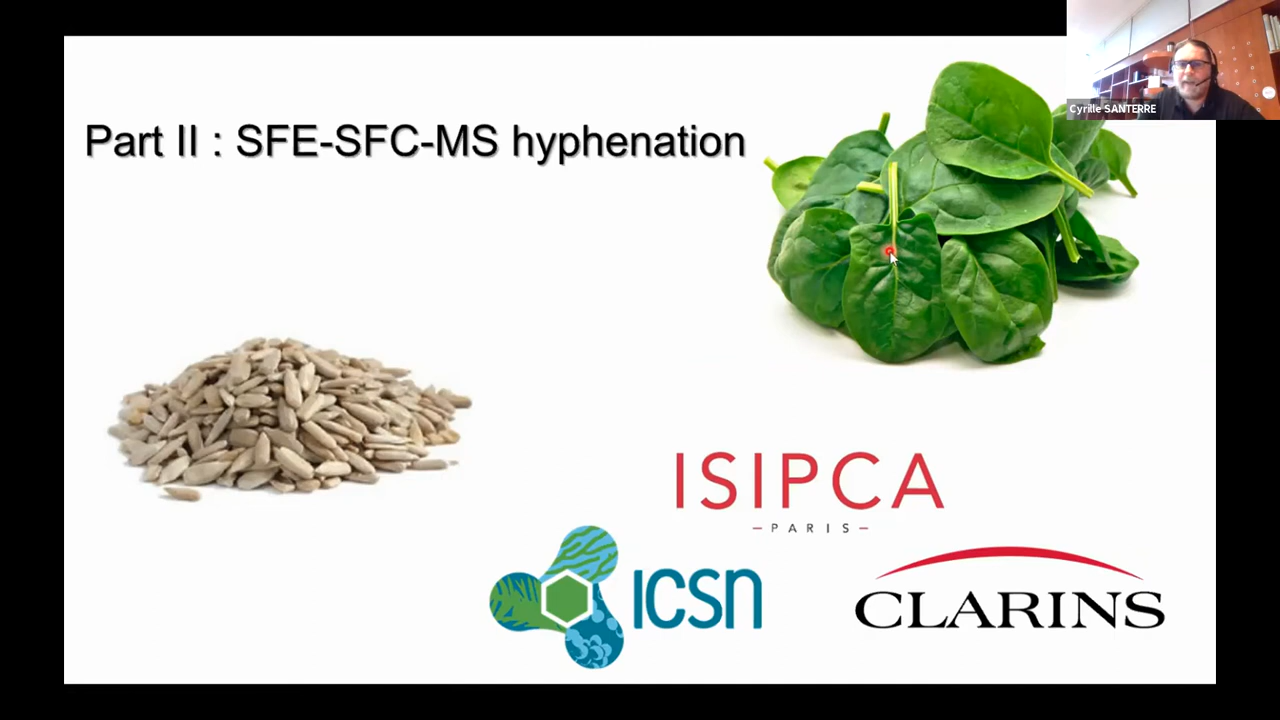 Cyrille SANTERRE
Part II : SFE-SFC-MS hyphenation
ISIPCA
PARIS
ICSN
CLARINS